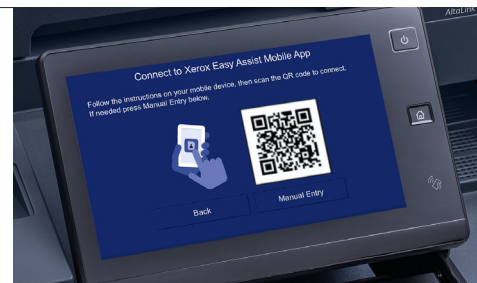 AltaLink
Connect to Xerox Easy Assist Mobile App
Follow the instructions on your mobile device, then scan the QR code to connect.
If needed press Manual Entry below.
Back
Manual Entry